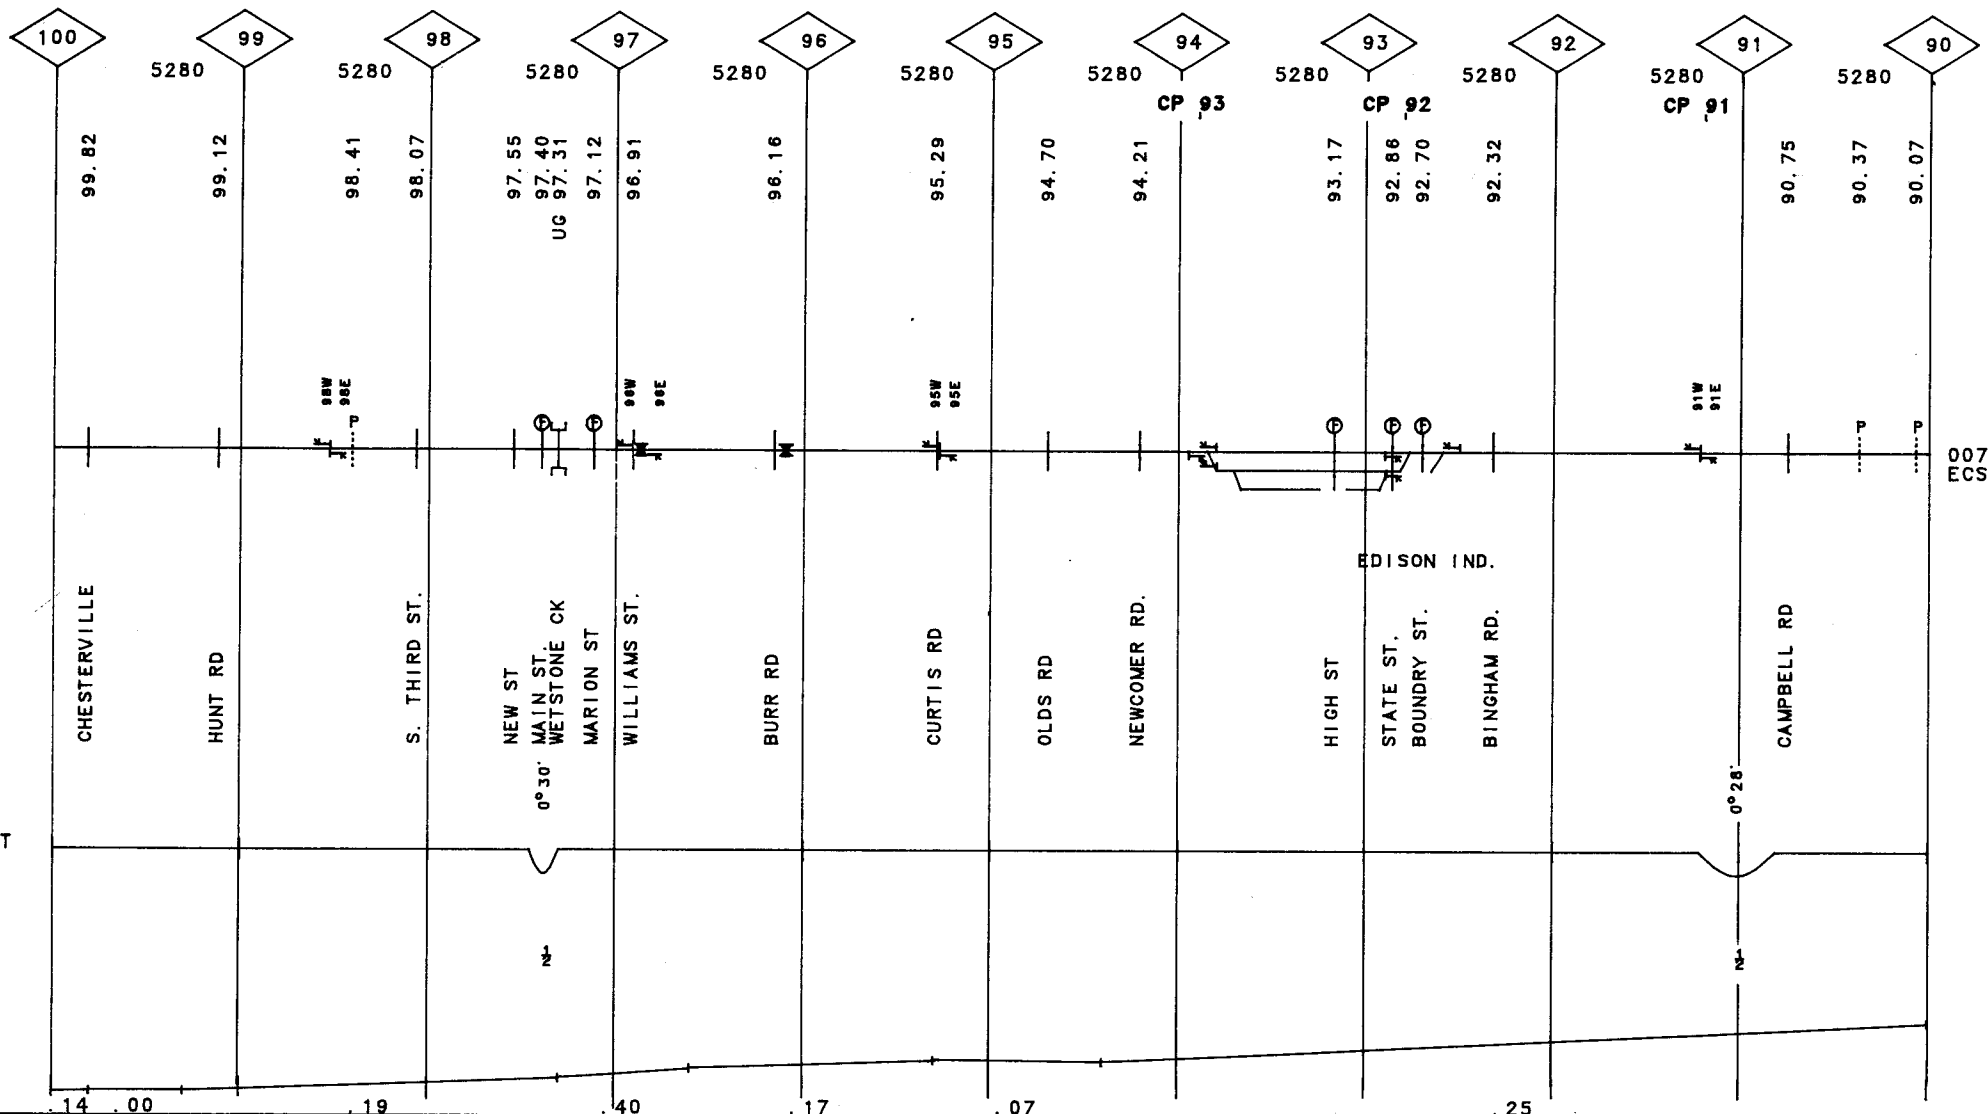 100 99 98 97 96 95 94 93 92 91 90
5280 5280 5280 5280 5280 5280 5280 5280 5280
CP 93 CP 92 CP 91
99.82
99.12
98.41
98.07
97.55
97.40
UG 97.31
97.12
96.91
96.16
95.29
94.70
94.21
93.17
92.86
92.70
92.32
90.75
90.37
90.07
98W
98E
96W
96E
95W
95E
91W
91E
P
F
F
F
F
F
P
P
007
ECS
EDISON IND.
CHESTERVILLE
HUNT RD
S. THIRD ST.
NEW ST
MAIN ST.
WETSTONE CK
MARION ST
WILLIAMS ST.
BURR RD
CURTIS RD
OLDS RD
NEWCOMER RD.
HIGH ST
STATE ST.
BOUNDRY ST.
BINGHAM RD.
CAMPBELL RD
0°30'
0°28'
T
½
½
.14 .00 .19 .40 .17 .07 .25